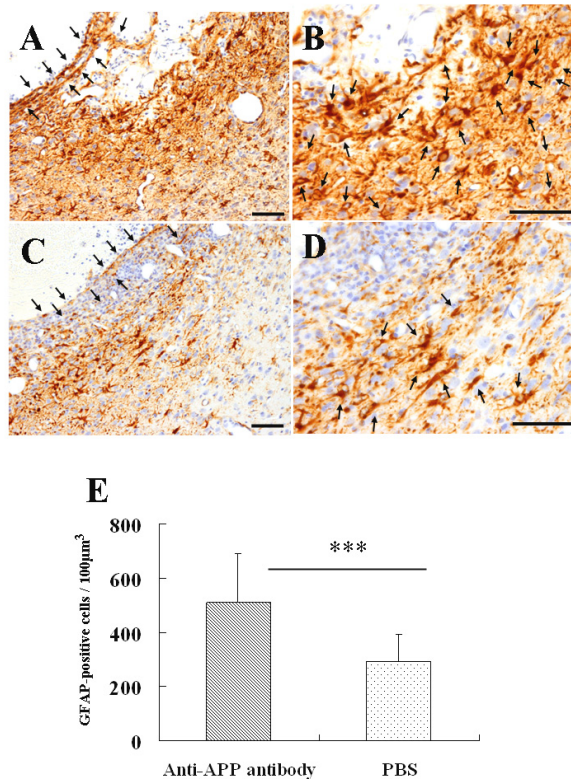 A
B
C
D
E
GFAP-positive cells / 100μm³
800
600
400
200
0
***
Anti-APP antibody
PBS